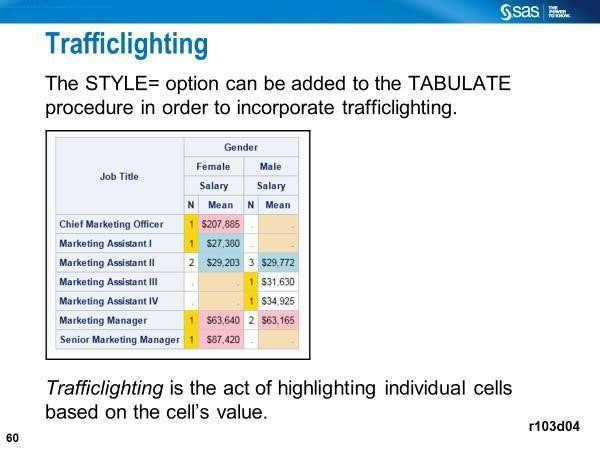 sas THE POWER TO KNOW.
Trafficlighting
The STYLE= option can be added to the TABULATE
procedure in order to incorporate trafficlighting.
Gender
Job Title
Female Male
Salary Salary
N Mean N Mean
Chief Marketing Officer 1 $207,885 . .
Marketing Assistant I 1 $27,380 . .
Marketing Assistant II 2 $29,203 3 $29,772
Marketing Assistant III . . 1 $31,630
Marketing Assistant IV . . 1 $34,925
Marketing Manager 1 $63,640 2 $63,165
Senior Marketing Manager 1 $87,420 . .
Trafficlighting is the act of highlighting individual cells
based on the cell’s value.
60
r103d04